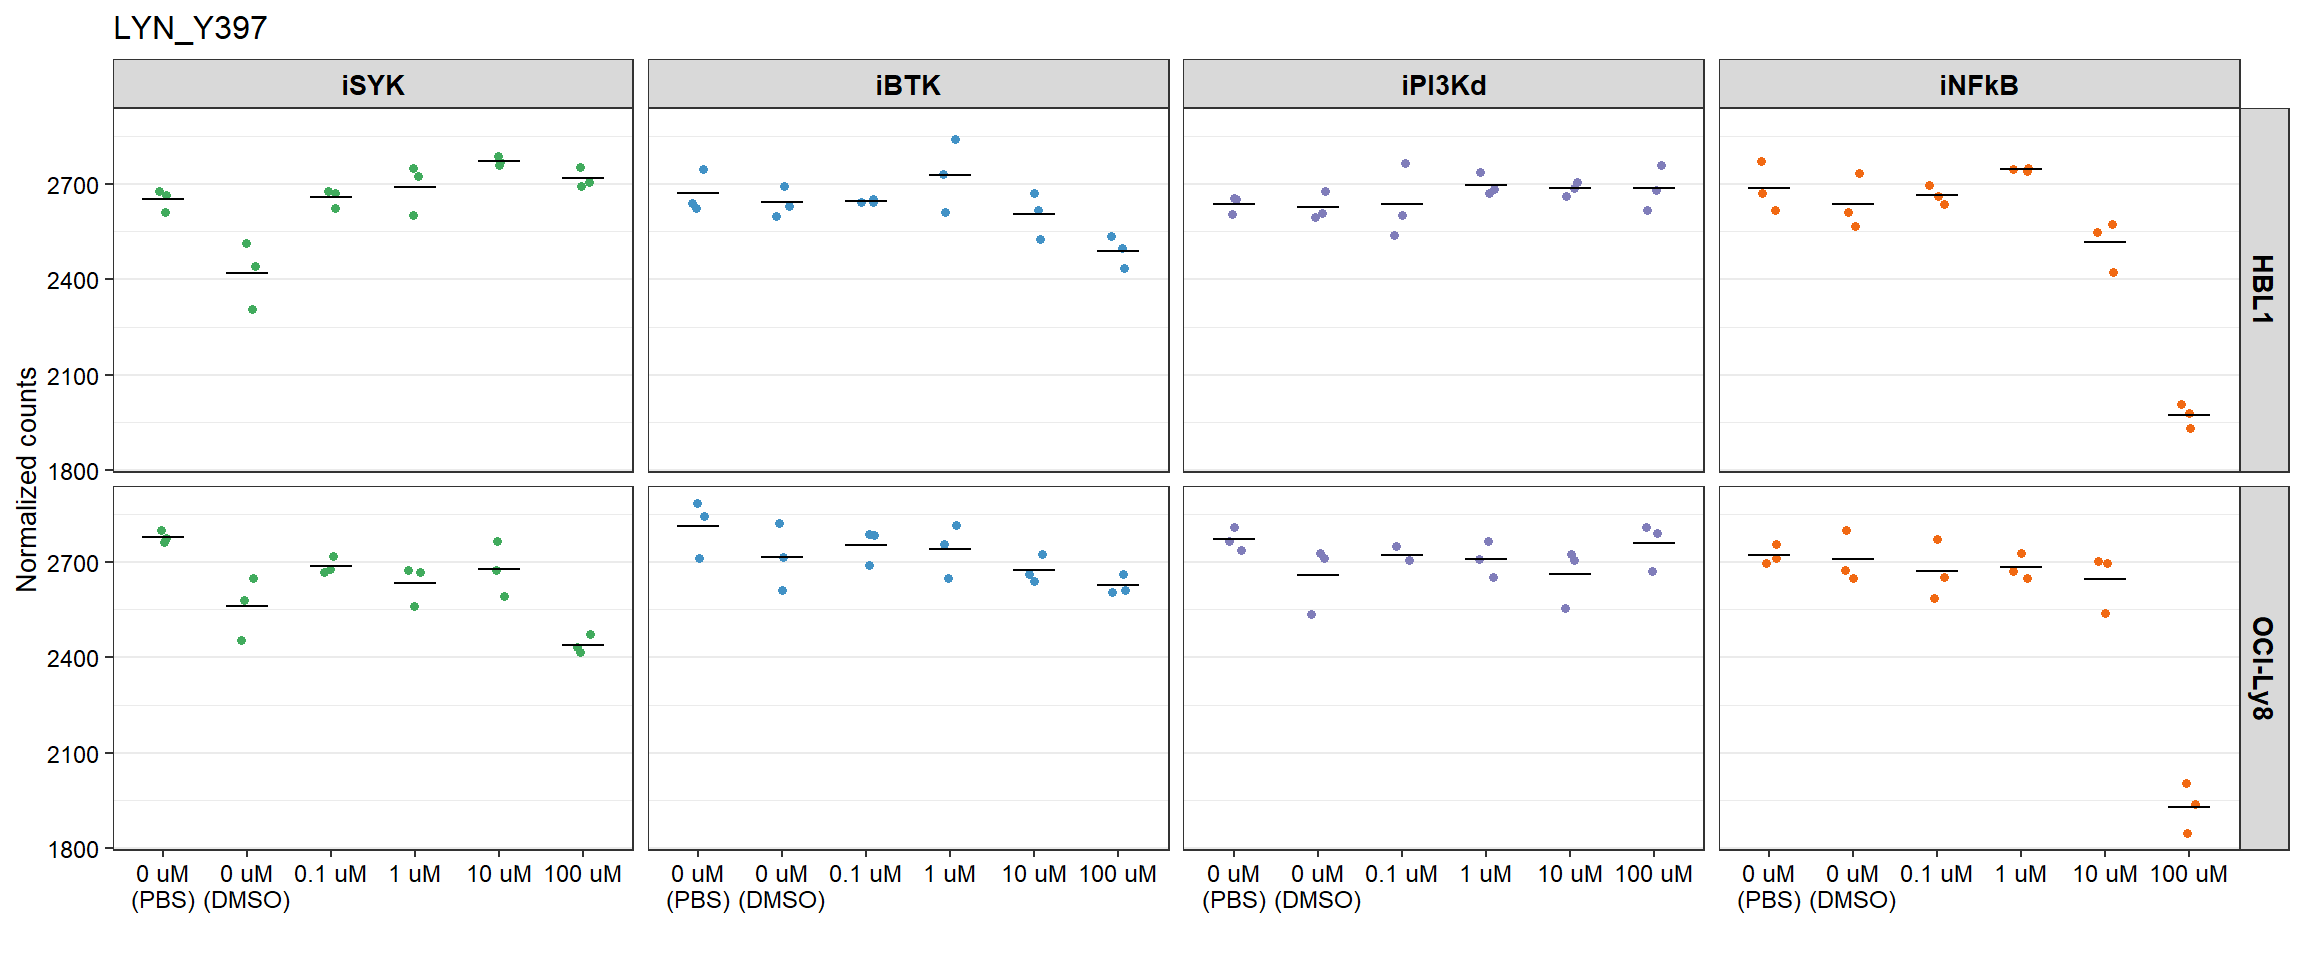 LYN_Y397
iSYK
iBTK
iPI3Kd
iNFkB
Normalized counts
2700
2400
2100
1800
HBL1
2700
2400
2100
1800
OCI-Ly8
0 uM 0 uM 0.1 uM 1 uM 10 uM 100 uM
(PBS) (DMSO)
0 uM 0 uM 0.1 uM 1 uM 10 uM 100 uM
(PBS) (DMSO)
0 uM 0 uM 0.1 uM 1 uM 10 uM 100 uM
(PBS) (DMSO)
0 uM 0 uM 0.1 uM 1 uM 10 uM 100 uM
(PBS) (DMSO)